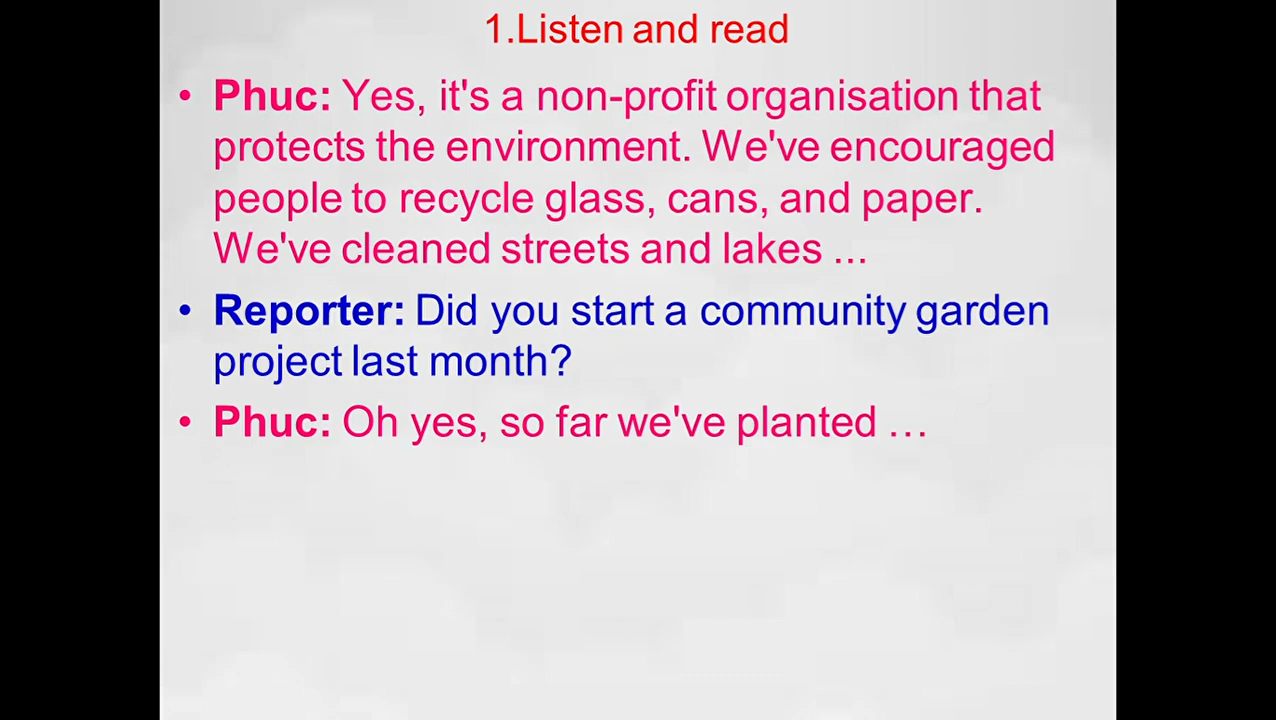 1.Listen and read
• Phuc: Yes, it's a non-profit organisation that
protects the environment. We've encouraged
people to recycle glass, cans, and paper.
We've cleaned streets and lakes ...
• Reporter: Did you start a community garden
project last month?
• Phuc: Oh yes, so far we've planted …